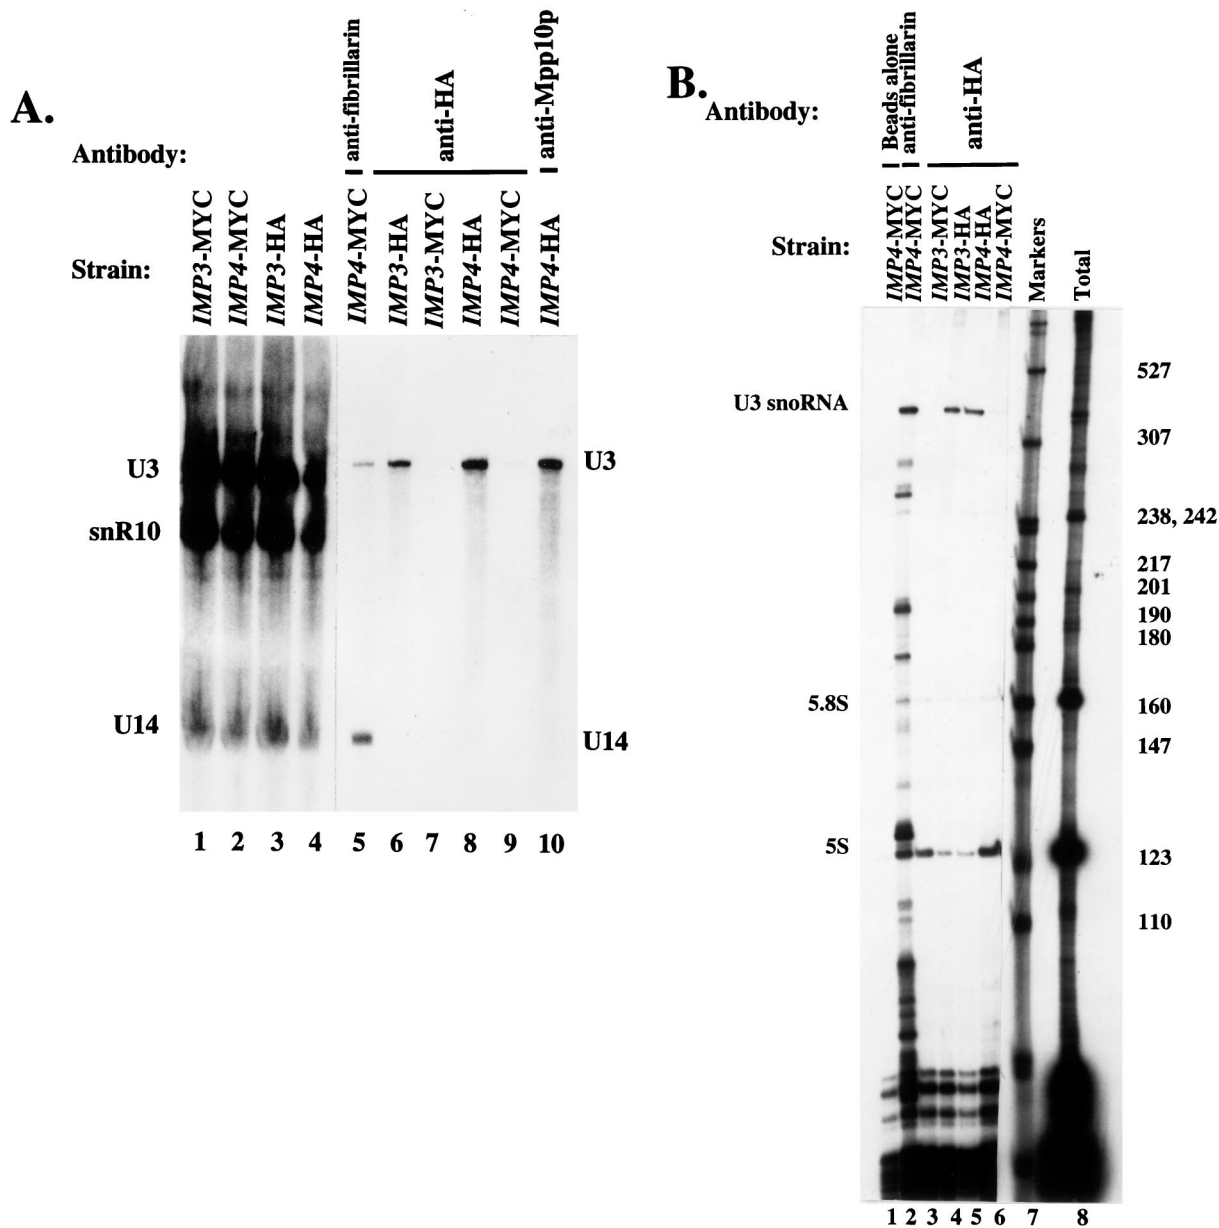 A.
Antibody:
anti-fibrillarin
anti-HA
anti-Mpp10p
Strain:
IMP3-MYC
IMP4-MYC
IMP3-HA
IMP4-HA
IMP4-MYC
IMP3-HA
IMP3-MYC
IMP4-HA
IMP4-MYC
IMP4-HA
U3
snR10
U14
U3
U14
1 2 3 4 5 6 7 8 9 10
B.
Antibody:
Beads alone
anti-fibrillarin
anti-HA
Strain:
IMP4-MYC
IMP4-MYC
IMP3-MYC
IMP3-HA
IMP4-HA
IMP4-MYC
Markers
Total
U3 snoRNA
5.8S
5S
527
307
238, 242
217
201
190
180
160
147
123
110
1 2 3 4 5 6 7 8